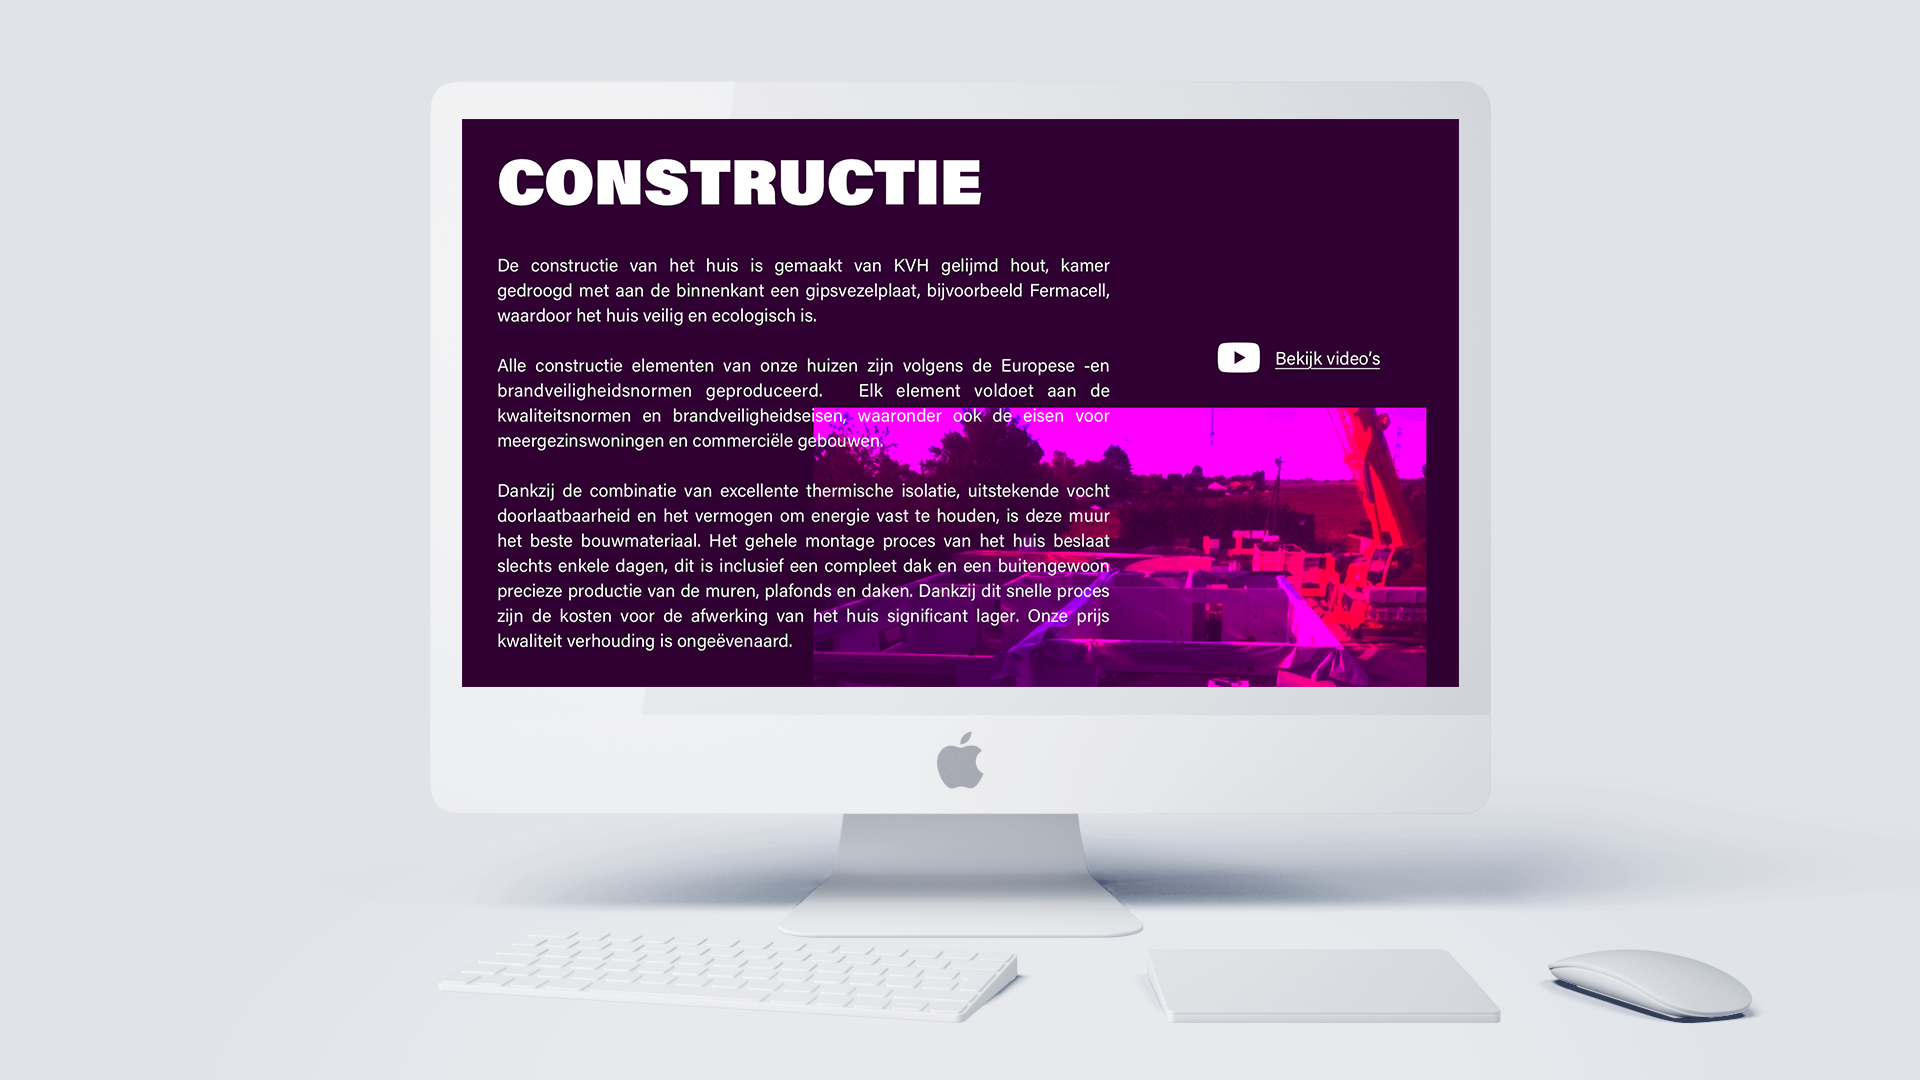 CONSTRUCTIE
De constructie van het huis is gemaakt van KVH gelijmd hout, kamer
gedroogd met aan de binnenkant een gipsvezelplaat, bijvoorbeeld Fermacell,
waardoor het huis veilig en ecologisch is.
Alle constructie elementen van onze huizen zijn volgens de Europese -en
brandveiligheidsnormen geproduceerd. Elk element voldoet aan de
kwaliteitsnormen en brandveiligheidseisen, waaronder ook de eisen voor
meergezinswoningen en commerciële gebouwen.
Dankzij de combinatie van excellente thermische isolatie, uitstekende vocht
doorlaatbaarheid en het vermogen om energie vast te houden, is deze muur
het beste bouwmateriaal. Het gehele montage proces van het huis beslaat
slechts enkele dagen, dit is inclusief een compleet dak en een buitengewoon
precieze productie van de muren, plafonds en daken. Dankzij dit snelle proces
zijn de kosten voor de afwerking van het huis significant lager. Onze prijs
kwaliteit verhouding is ongeëvenaard.
Bekijk video's